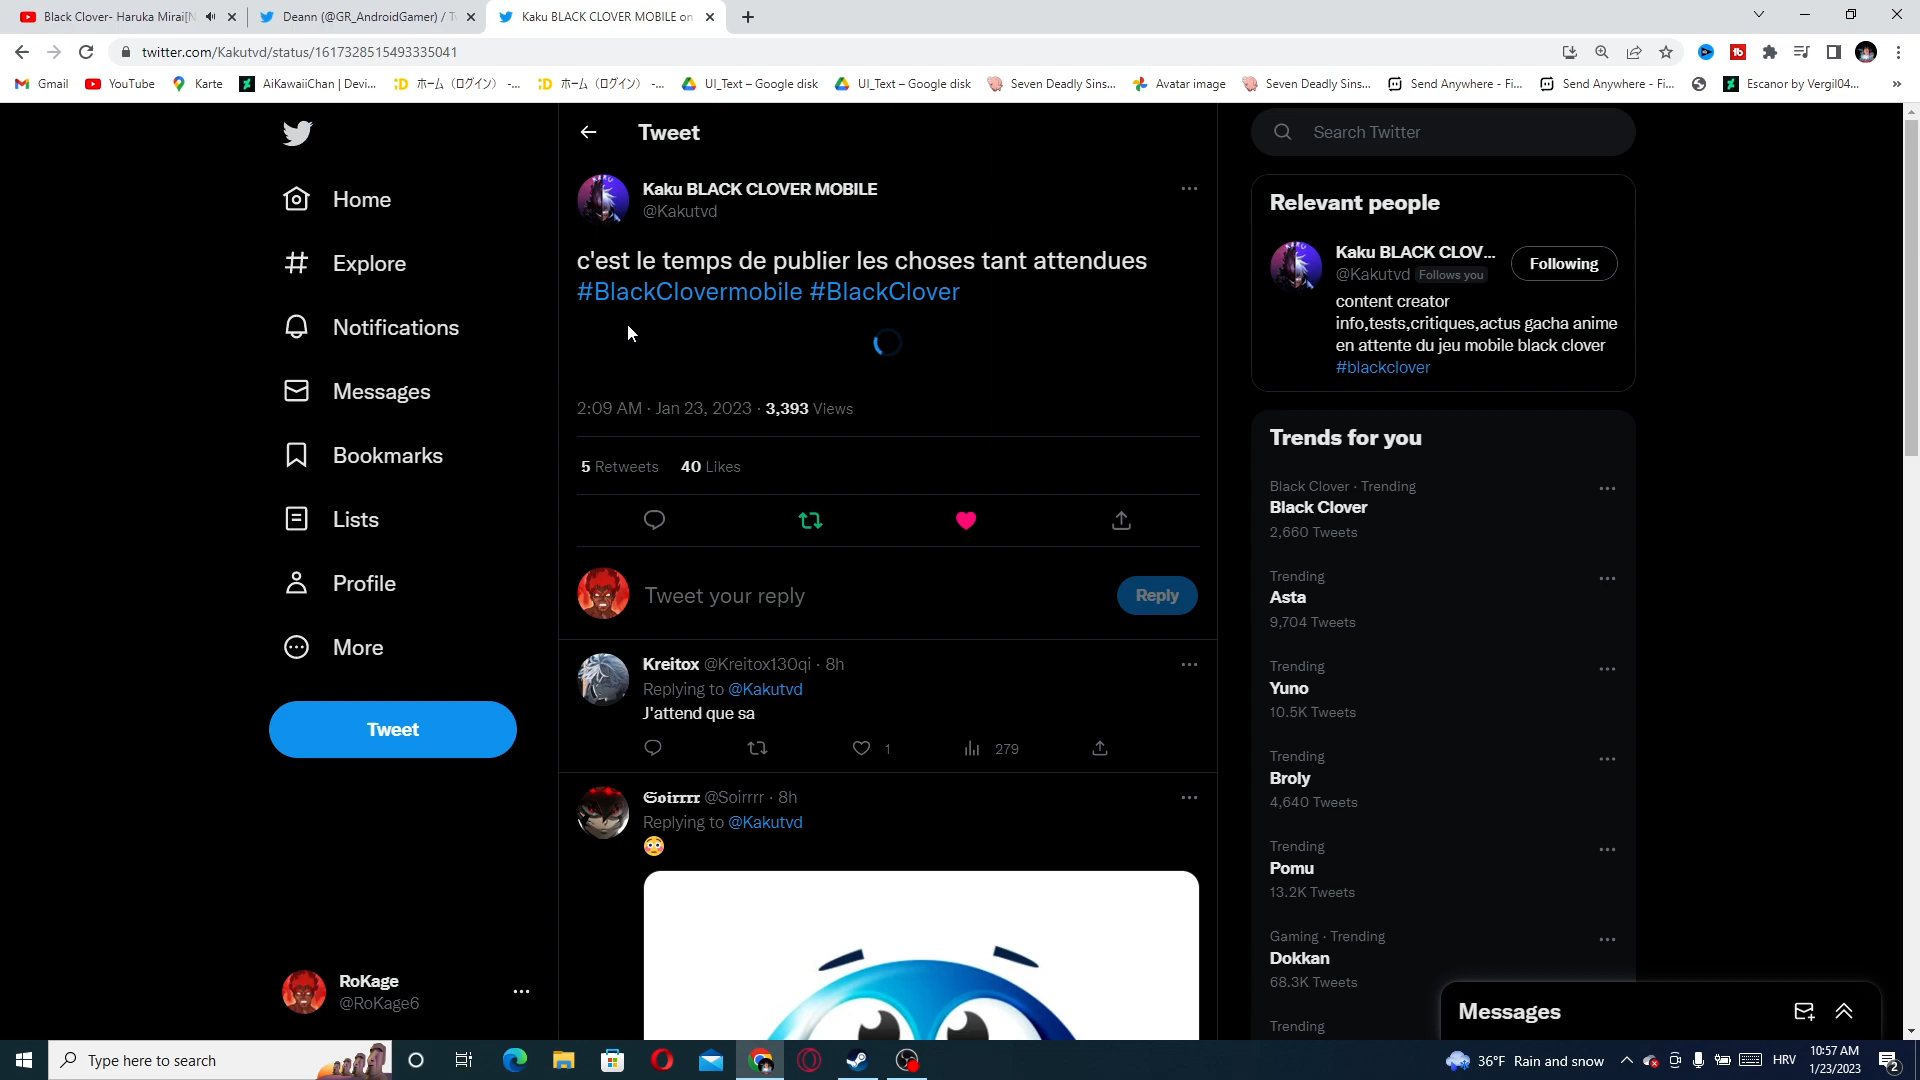 Black Clover- Haruka Mirai[N
Deann (@GR_AndroidGamer) / Tw
Kaku BLACK CLOVER MOBILE on
twitter.com/Kakutvd/status/1617328515493335041
Gmail
YouTube
Karte
AiKawaiiChan | Devi...
ホーム（ログイン） -...
ホーム（ログイン） -...
UI_Text – Google disk
UI_Text – Google disk
Seven Deadly Sins...
Avatar image
Seven Deadly Sins...
Send Anywhere - Fi...
Send Anywhere - Fi...
Escanor by Vergil04...
Home
Explore
Notifications
Messages
Bookmarks
Lists
Profile
More
Tweet
RoKage
@RoKage6
Tweet
Kaku BLACK CLOVER MOBILE
@Kakutvd
c'est le temps de publier les choses tant attendues
#BlackClovermobile #BlackClover
2:09 AM · Jan 23, 2023 · 3,393 Views
5 Retweets 40 Likes
Tweet your reply
Reply
Kreitox @Kreitox130qi · 8h
Replying to @Kakutvd
J'attend que sa
1
279
𝕾𝖔𝖎𝖗𝖗𝖗𝖗 @Soirrrr · 8h
Replying to @Kakutvd
😳
Search Twitter
Relevant people
Kaku BLACK CLOV...
@Kakutvd Follows you
Following
content creator
info,tests,critiques,actus gacha anime
en attente du jeu mobile black clover
#blackclover
Trends for you
Black Clover · Trending
Black Clover
2,660 Tweets
Trending
Asta
9,704 Tweets
Trending
Yuno
10.5K Tweets
Trending
Broly
4,640 Tweets
Trending
Pomu
13.2K Tweets
Gaming · Trending
Dokkan
68.3K Tweets
Trending
Messages
Type here to search
36°F Rain and snow
HRV
10:57 AM
1/23/2023
2